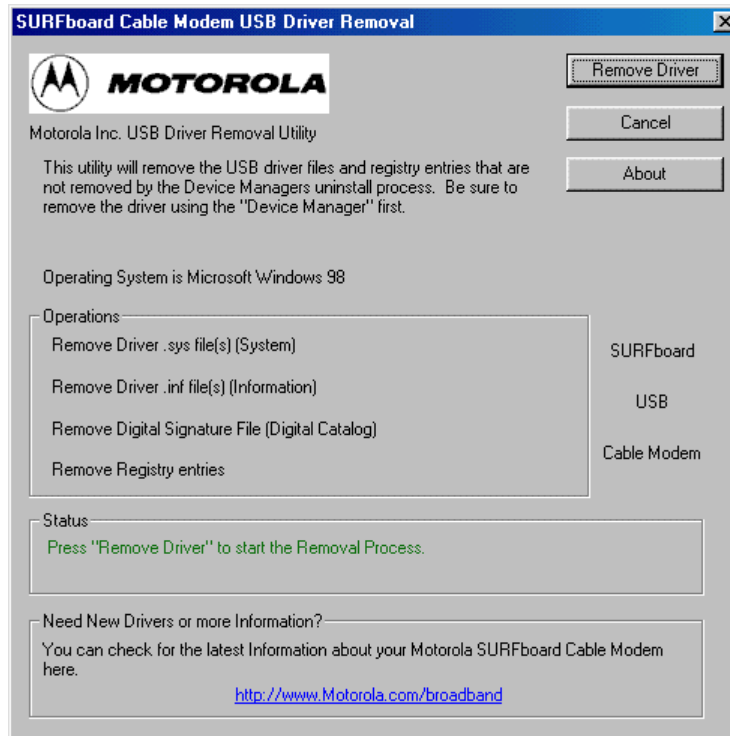 SURFboard Cable Modem USB Driver Removal
MOTOROLA
Remove Driver
Motorola Inc. USB Driver Removal Utility
Cancel
This utility will remove the USB driver files and registry entries that are
not removed by the Device Managers uninstall process. Be sure to
remove the driver using the "Device Manager" first.
About
Operating System is Microsoft Windows 98
Operations
Remove Driver .sys file(s) (System)
Remove Driver .inf file(s) (Information)
Remove Digital Signature File (Digital Catalog)
Remove Registry entries
SURFboard
USB
Cable Modem
Status
Press "Remove Driver" to start the Removal Process.
Need New Drivers or more Information?
You can check for the latest Information about your Motorola SURFboard Cable Modem
here.
http://www.Motorola.com/broadband